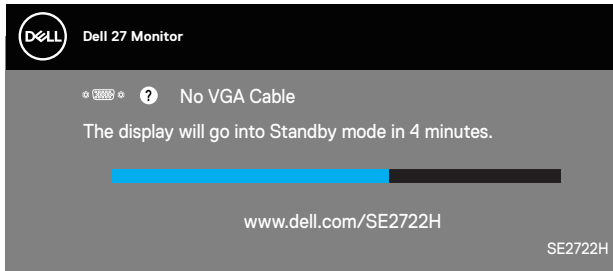 DELL
Dell 27 Monitor
? No VGA Cable
The display will go into Standby mode in 4 minutes.
www.dell.com/SE2722H
SE2722H